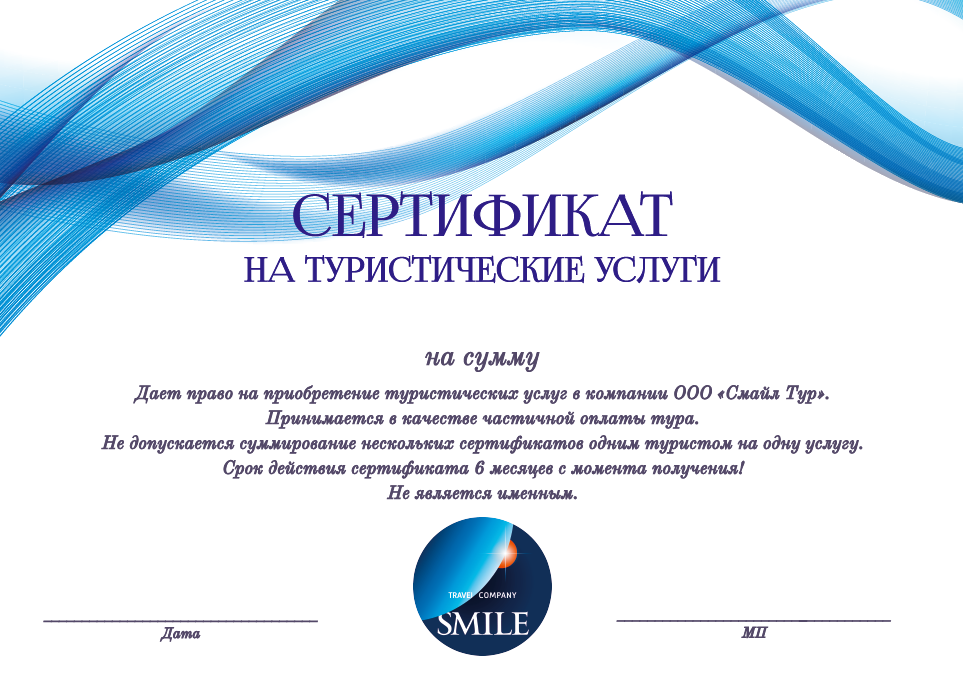 СЕРТИФИКАТ
НА ТУРИСТИЧЕСКИЕ УСЛУГИ
на сумму
Дает право на приобретение туристических услуг в компании ООО «Смайл Тур».
Принимается в качестве частичной оплаты тура.
Не допускается суммирование нескольких сертификатов одним туристом на одну услугу.
Срок действия сертификата 6 месяцев с момента получения!
Не является именным.
TRAVEL COMPANY
SMILE
Дата
МП